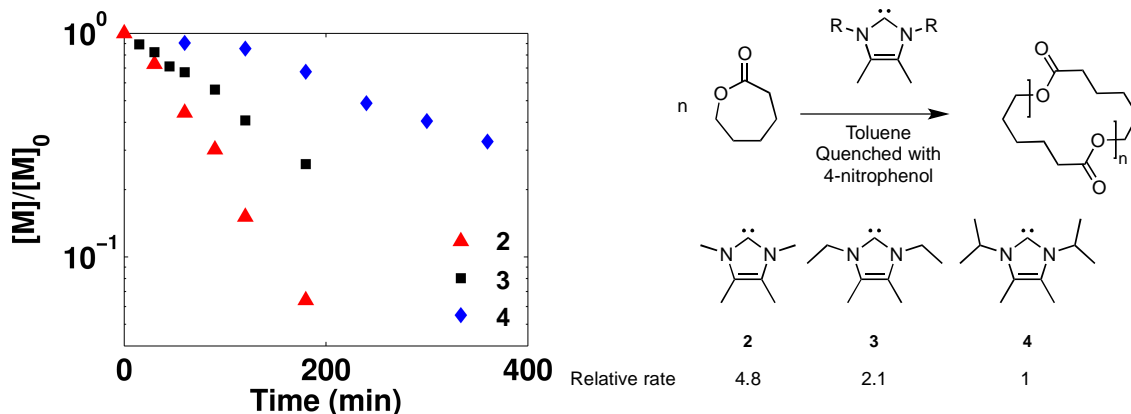 10⁰
10⁻¹
[M]/[M]₀
0
200
400
Time (min)
2
3
4
n
O
O
R
N
N
R
Toluene
Quenched with
4-nitrophenol
O
O
O
O
n
N
N
N
N
N
N
2
3
4
Relative rate 4.8 2.1 1